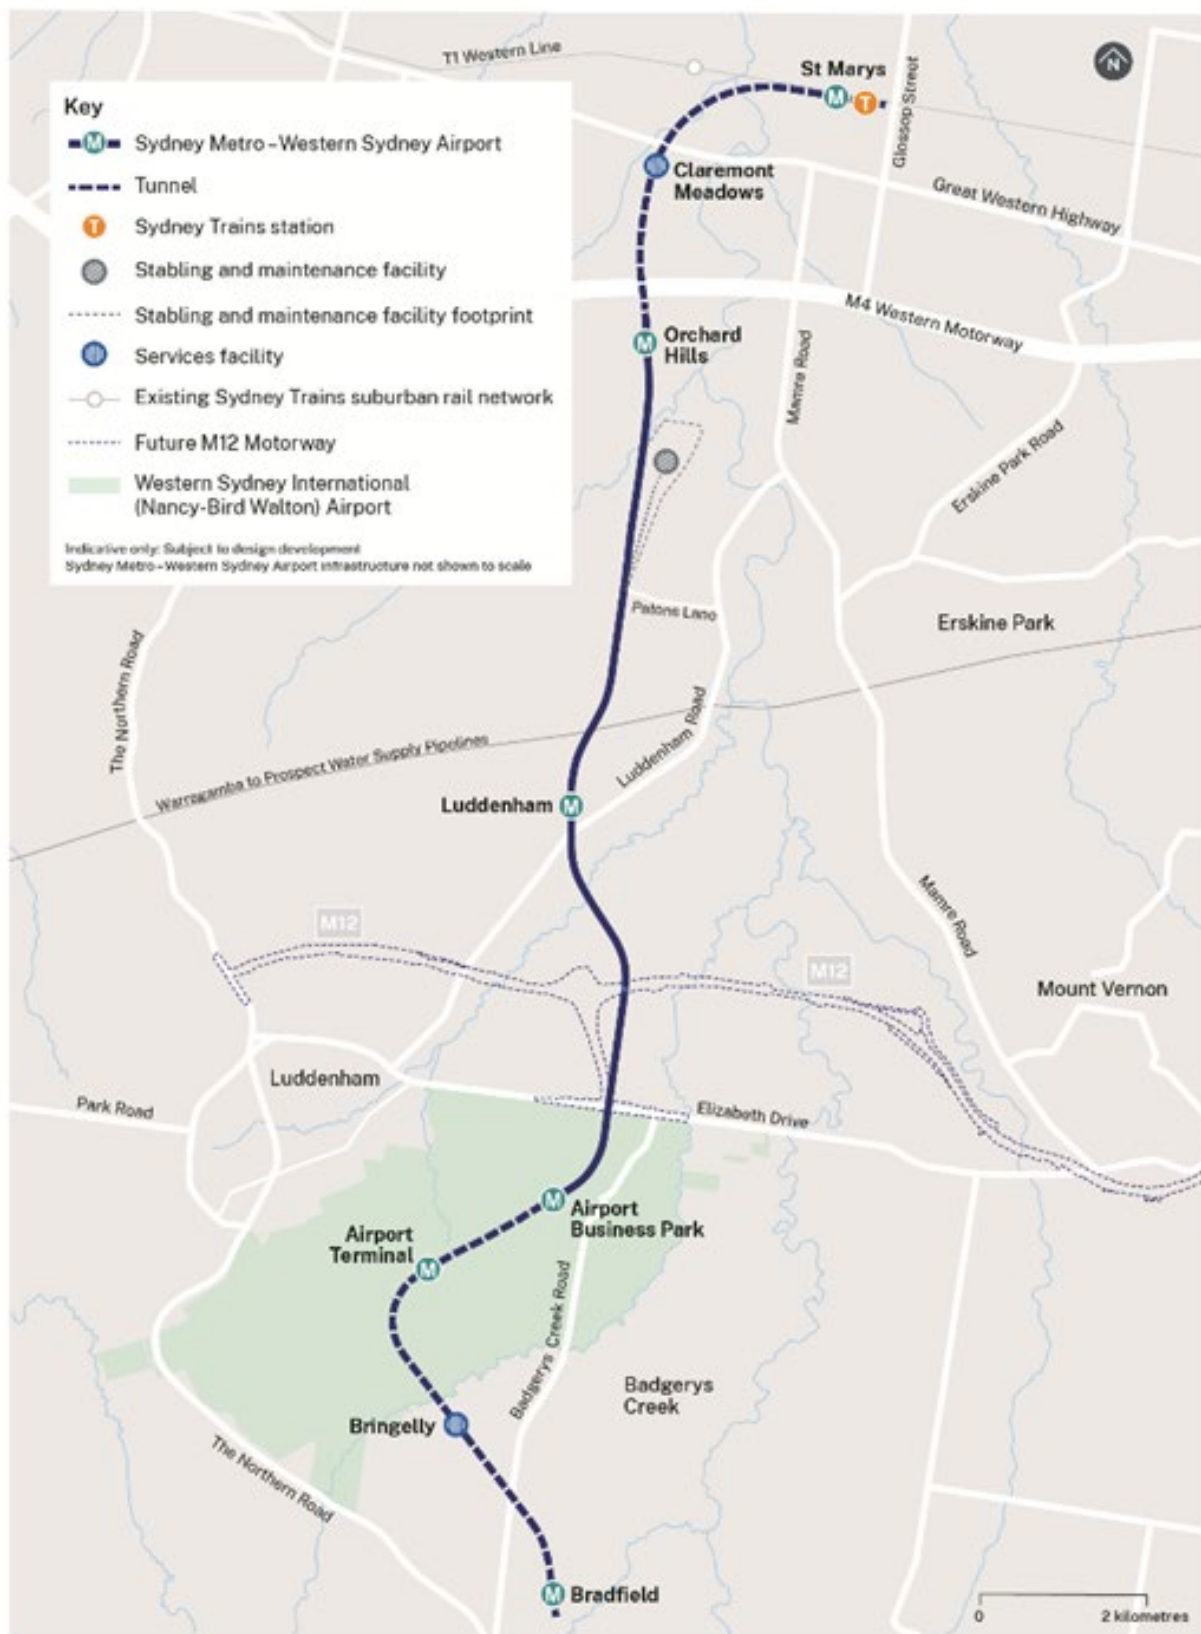 T1 Western Line
St Marys
M
T
N
Glossop Street
Key
M
Sydney Metro – Western Sydney Airport
Tunnel
T
Sydney Trains station
Stabling and maintenance facility
Stabling and maintenance facility footprint
Services facility
Existing Sydney Trains suburban rail network
Future M12 Motorway
Western Sydney International
(Nancy-Bird Walton) Airport
Indicative only: Subject to design development
Sydney Metro – Western Sydney Airport infrastructure not shown to scale
Claremont
Meadows
Great Western Highway
M4 Western Motorway
M
Orchard
Hills
Mamre Road
Erskine Park Road
Patons Lane
Erskine Park
The Northern Road
Warragamba to Prospect Water Supply Pipelines
Luddenham Road
Luddenham
M
Mamre Road
M12
M12
Mount Vernon
Luddenham
Park Road
Elizabeth Drive
M
Airport
Business Park
Airport
Terminal
M
Badgerys Creek Road
Badgerys
Creek
Bringelly
The Northern Road
M
Bradfield
0
2 kilometres